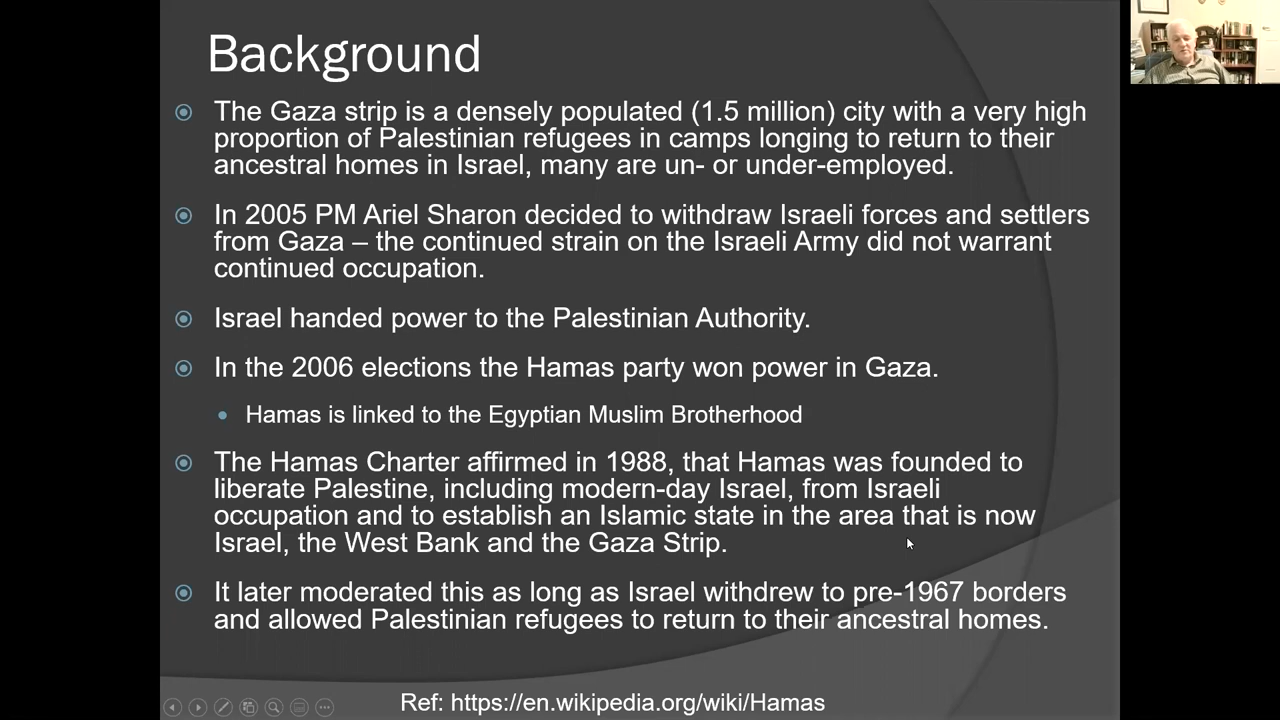 Background
The Gaza strip is a densely populated (1.5 million) city with a very high
proportion of Palestinian refugees in camps longing to return to their
ancestral homes in Israel, many are un- or under-employed.
In 2005 PM Ariel Sharon decided to withdraw Israeli forces and settlers
from Gaza – the continued strain on the Israeli Army did not warrant
continued occupation.
Israel handed power to the Palestinian Authority.
In the 2006 elections the Hamas party won power in Gaza.
Hamas is linked to the Egyptian Muslim Brotherhood
The Hamas Charter affirmed in 1988, that Hamas was founded to
liberate Palestine, including modern-day Israel, from Israeli
occupation and to establish an Islamic state in the area that is now
Israel, the West Bank and the Gaza Strip.
It later moderated this as long as Israel withdrew to pre-1967 borders
and allowed Palestinian refugees to return to their ancestral homes.
Ref: https://en.wikipedia.org/wiki/Hamas